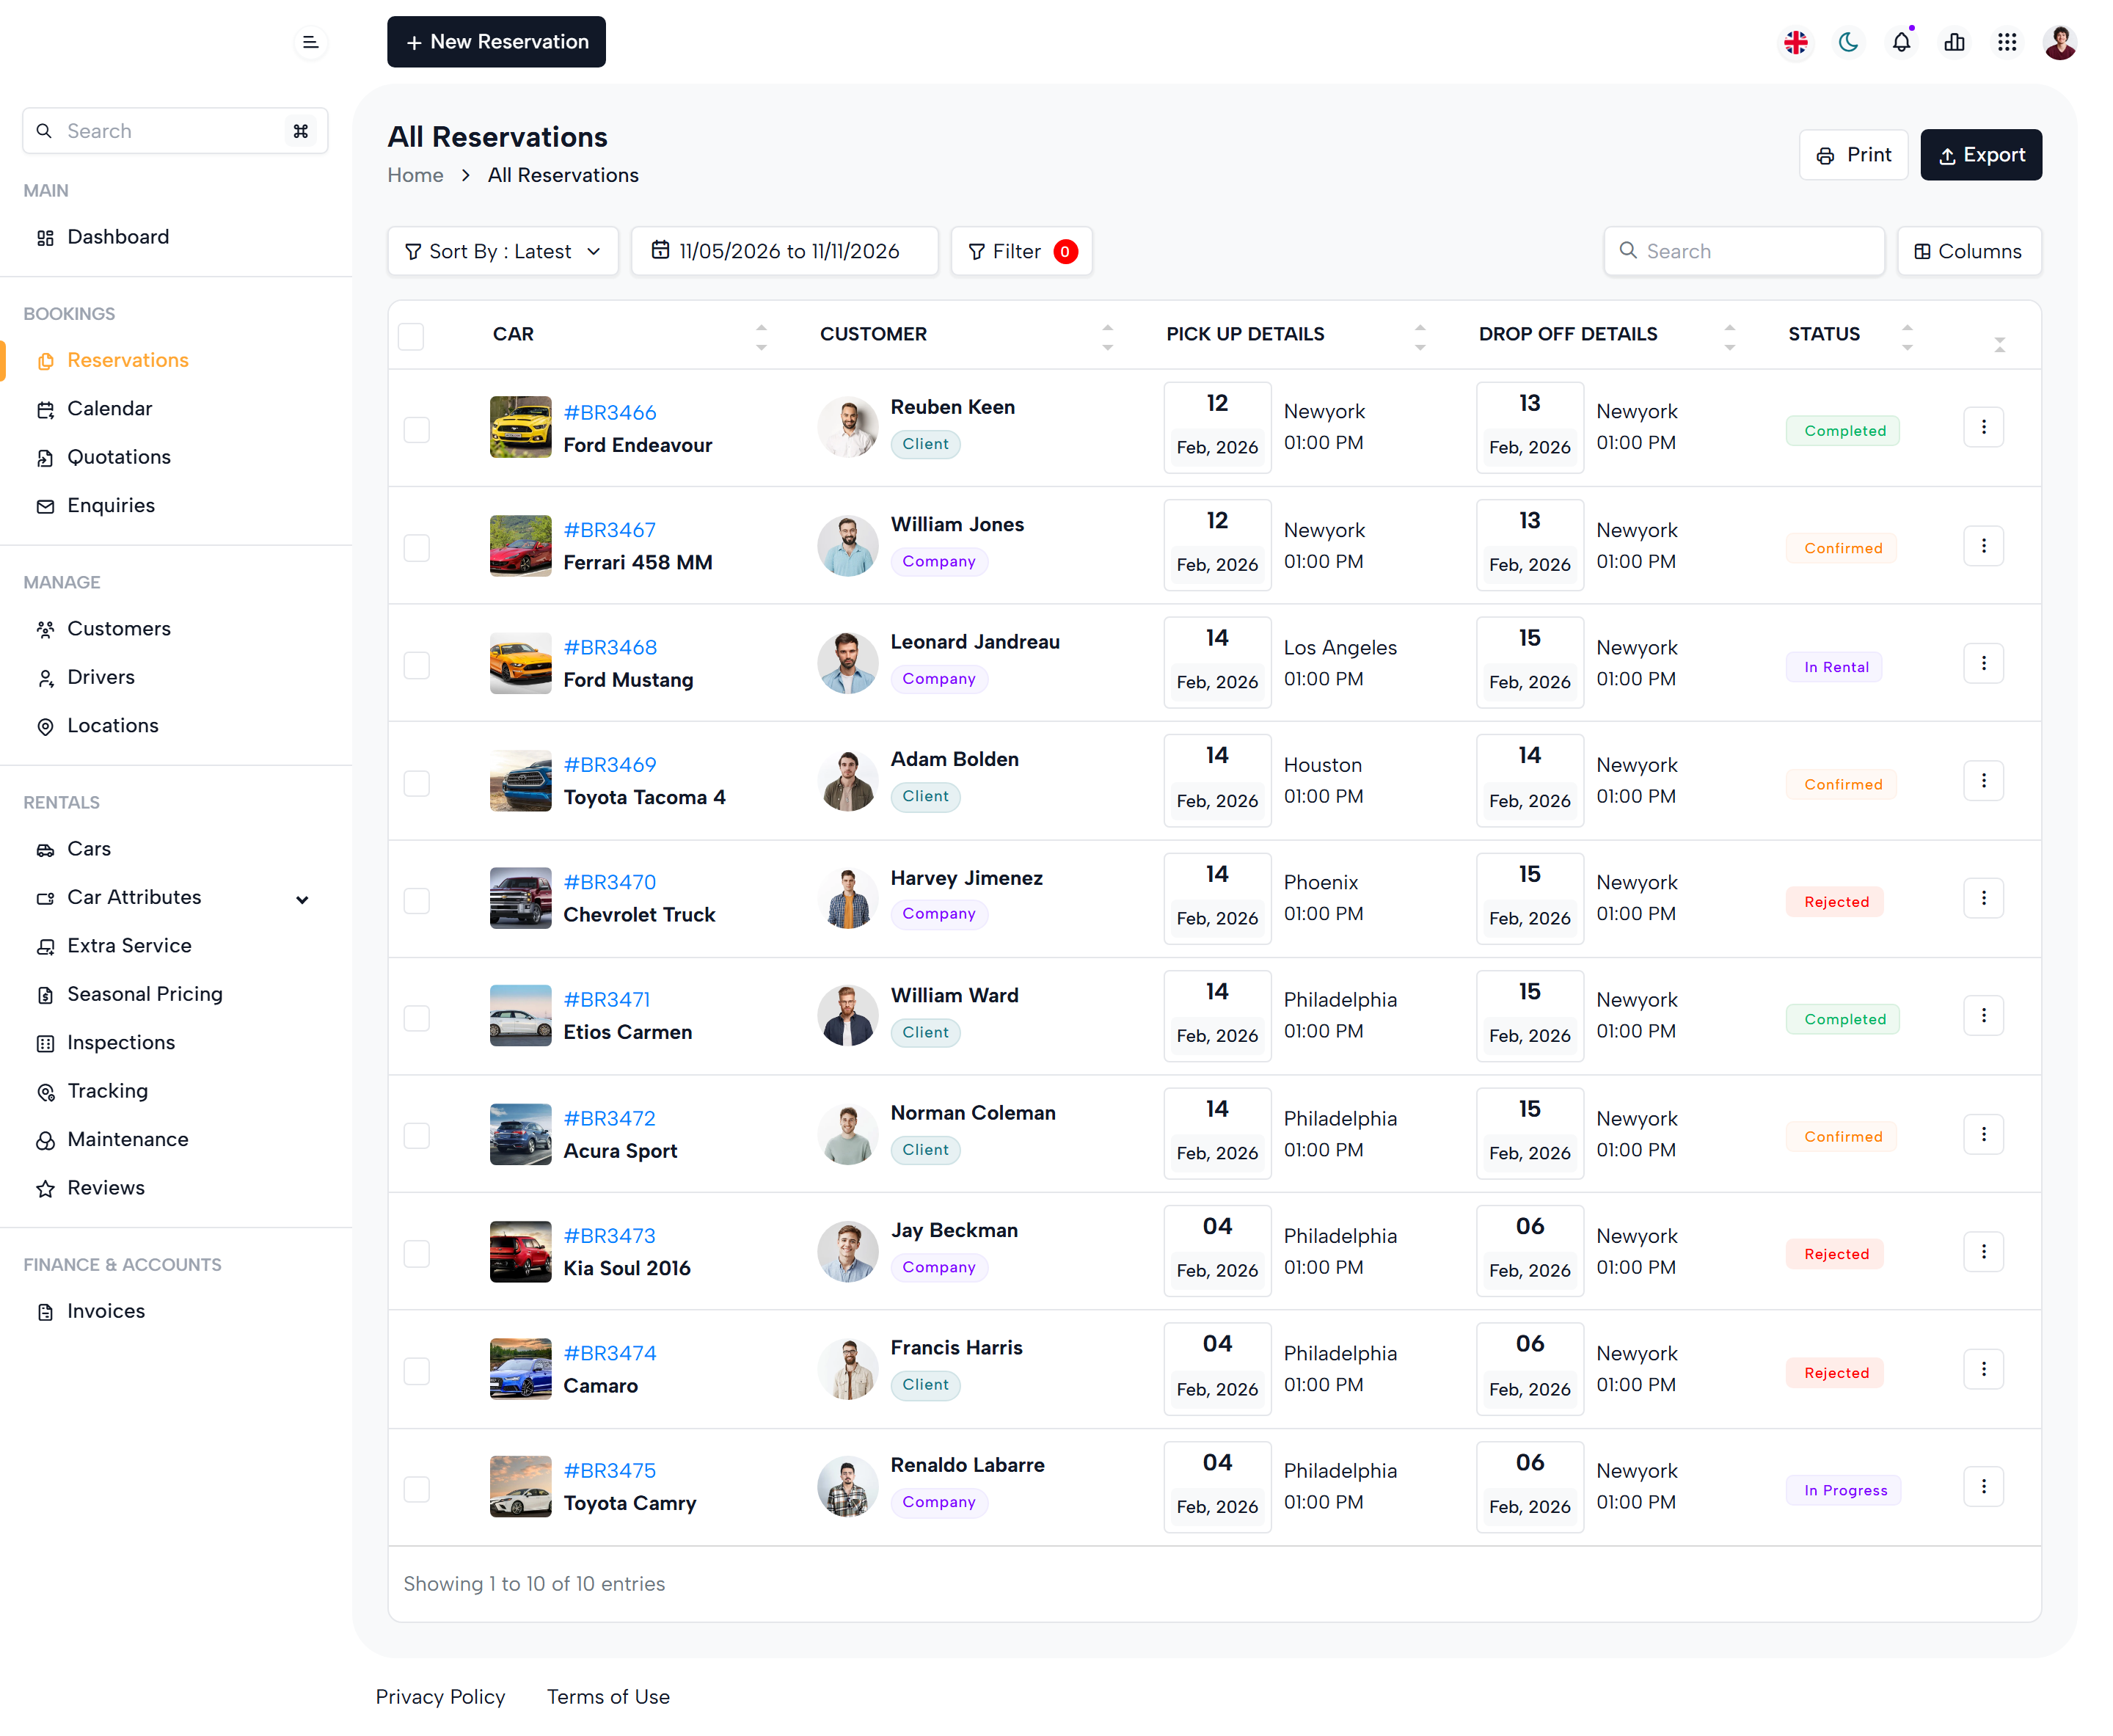 + New Reservation
Search ⌘
MAIN
Dashboard
BOOKINGS
Reservations
Calendar
Quotations
Enquiries
MANAGE
Customers
Drivers
Locations
RENTALS
Cars
Car Attributes
Extra Service
Seasonal Pricing
Inspections
Tracking
Maintenance
Reviews
FINANCE & ACCOUNTS
Invoices
All Reservations
Home > All Reservations
Print
Export
Sort By : Latest
11/05/2026 to 11/11/2026
Filter 0
Search
Columns
CAR CUSTOMER PICK UP DETAILS DROP OFF DETAILS STATUS
#BR3466
Ford Endeavour
Reuben Keen
Client
12
Feb, 2026
Newyork
01:00 PM
13
Feb, 2026
Newyork
01:00 PM
Completed
#BR3467
Ferrari 458 MM
William Jones
Company
12
Feb, 2026
Newyork
01:00 PM
13
Feb, 2026
Newyork
01:00 PM
Confirmed
#BR3468
Ford Mustang
Leonard Jandreau
Company
14
Feb, 2026
Los Angeles
01:00 PM
15
Feb, 2026
Newyork
01:00 PM
In Rental
#BR3469
Toyota Tacoma 4
Adam Bolden
Client
14
Feb, 2026
Houston
01:00 PM
14
Feb, 2026
Newyork
01:00 PM
Confirmed
#BR3470
Chevrolet Truck
Harvey Jimenez
Company
14
Feb, 2026
Phoenix
01:00 PM
15
Feb, 2026
Newyork
01:00 PM
Rejected
#BR3471
Etios Carmen
William Ward
Client
14
Feb, 2026
Philadelphia
01:00 PM
15
Feb, 2026
Newyork
01:00 PM
Completed
#BR3472
Acura Sport
Norman Coleman
Client
14
Feb, 2026
Philadelphia
01:00 PM
15
Feb, 2026
Newyork
01:00 PM
Confirmed
#BR3473
Kia Soul 2016
Jay Beckman
Company
04
Feb, 2026
Philadelphia
01:00 PM
06
Feb, 2026
Newyork
01:00 PM
Rejected
#BR3474
Camaro
Francis Harris
Client
04
Feb, 2026
Philadelphia
01:00 PM
06
Feb, 2026
Newyork
01:00 PM
Rejected
#BR3475
Toyota Camry
Renaldo Labarre
Company
04
Feb, 2026
Philadelphia
01:00 PM
06
Feb, 2026
Newyork
01:00 PM
In Progress
Showing 1 to 10 of 10 entries
Privacy Policy
Terms of Use